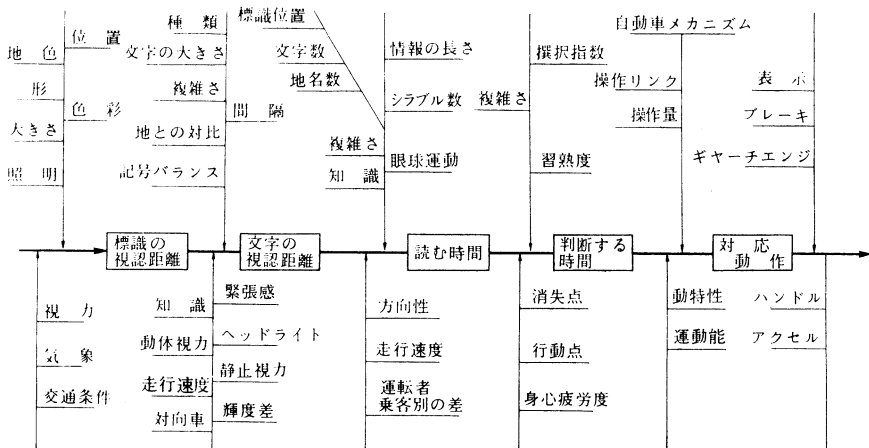 自動車メカニズム
種類
標識位置
位置
地色
文字の大きさ
文字数
情報の長さ
撰択指数
形
複雑さ
地名数
操作リンク
表示
色彩
間隔
シラブル数
複雑さ
操作量
ブレーキ
大きさ
地との対比
複雑さ
眼球運動
習熟度
ギヤーチエンジ
照明
記号バランス
知識
標識の
視認距離
文字の
視認距離
読む時間
判断する
時間
対応
動作
視力
知識
緊張感
方向性
消失点
動特性
ハンドル
気象
動体視力
ヘッドライト
走行速度
行動点
運動能
アクセル
交通条件
走行速度
静止視力
運転者
乗客別の差
身心疲労度
対向車
輝度差